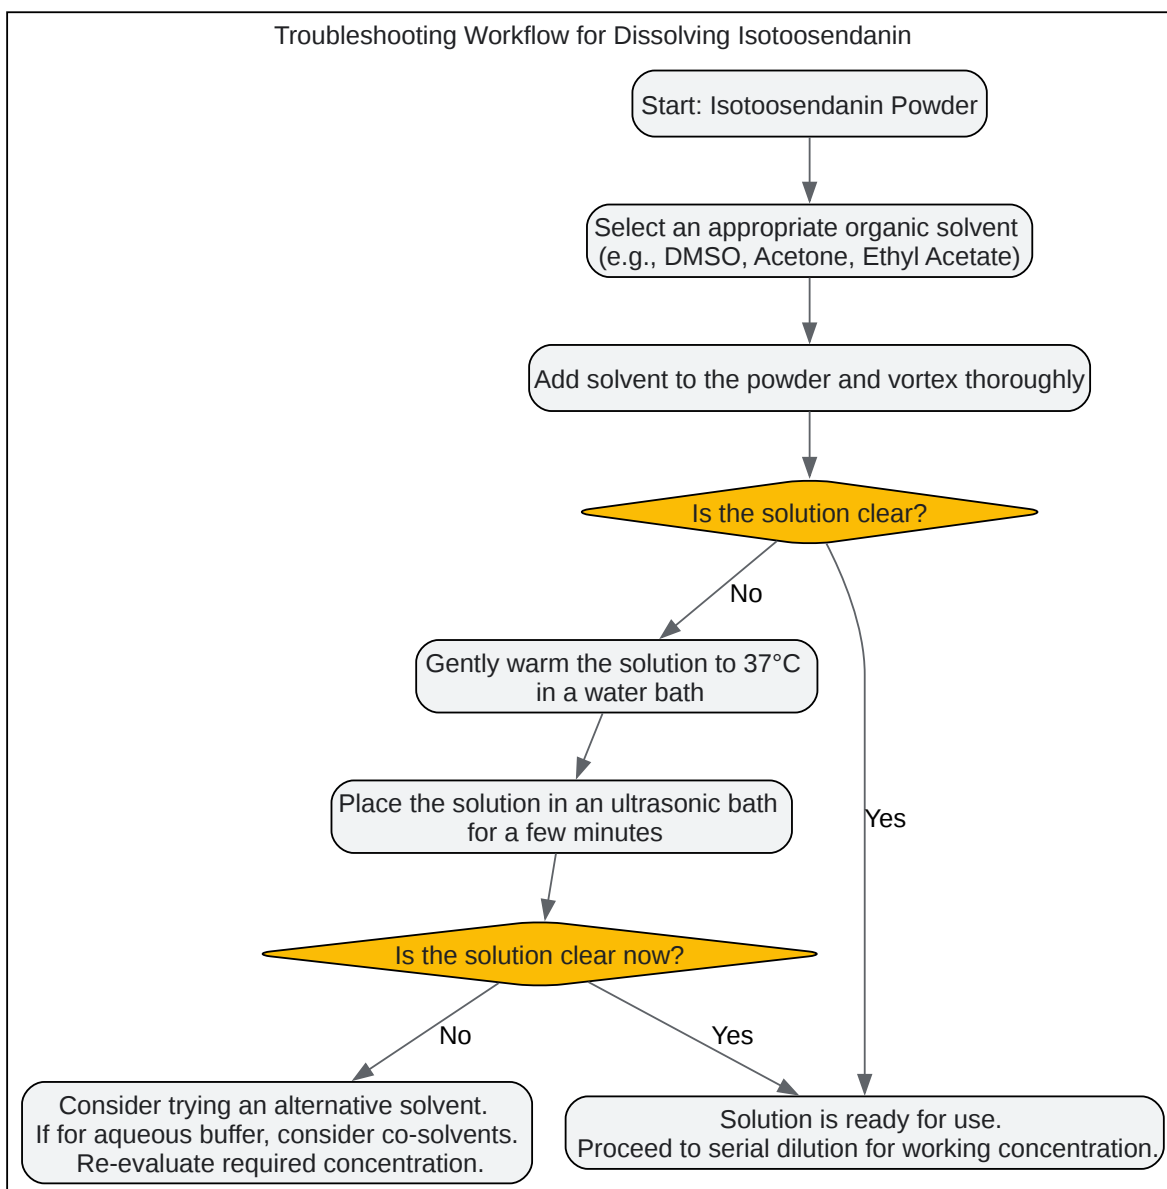 Troubleshooting Workflow for Dissolving Isotoosendanin
Start: Isotoosendanin Powder
Select an appropriate organic solvent
(e.g., DMSO, Acetone, Ethyl Acetate)
Add solvent to the powder and vortex thoroughly
Is the solution clear?
No
Gently warm the solution to 37°C
in a water bath
Place the solution in an ultrasonic bath
for a few minutes
Yes
Is the solution clear now?
No
Yes
Consider trying an alternative solvent.
If for aqueous buffer, consider co-solvents.
Re-evaluate required concentration.
Solution is ready for use.
Proceed to serial dilution for working concentration.